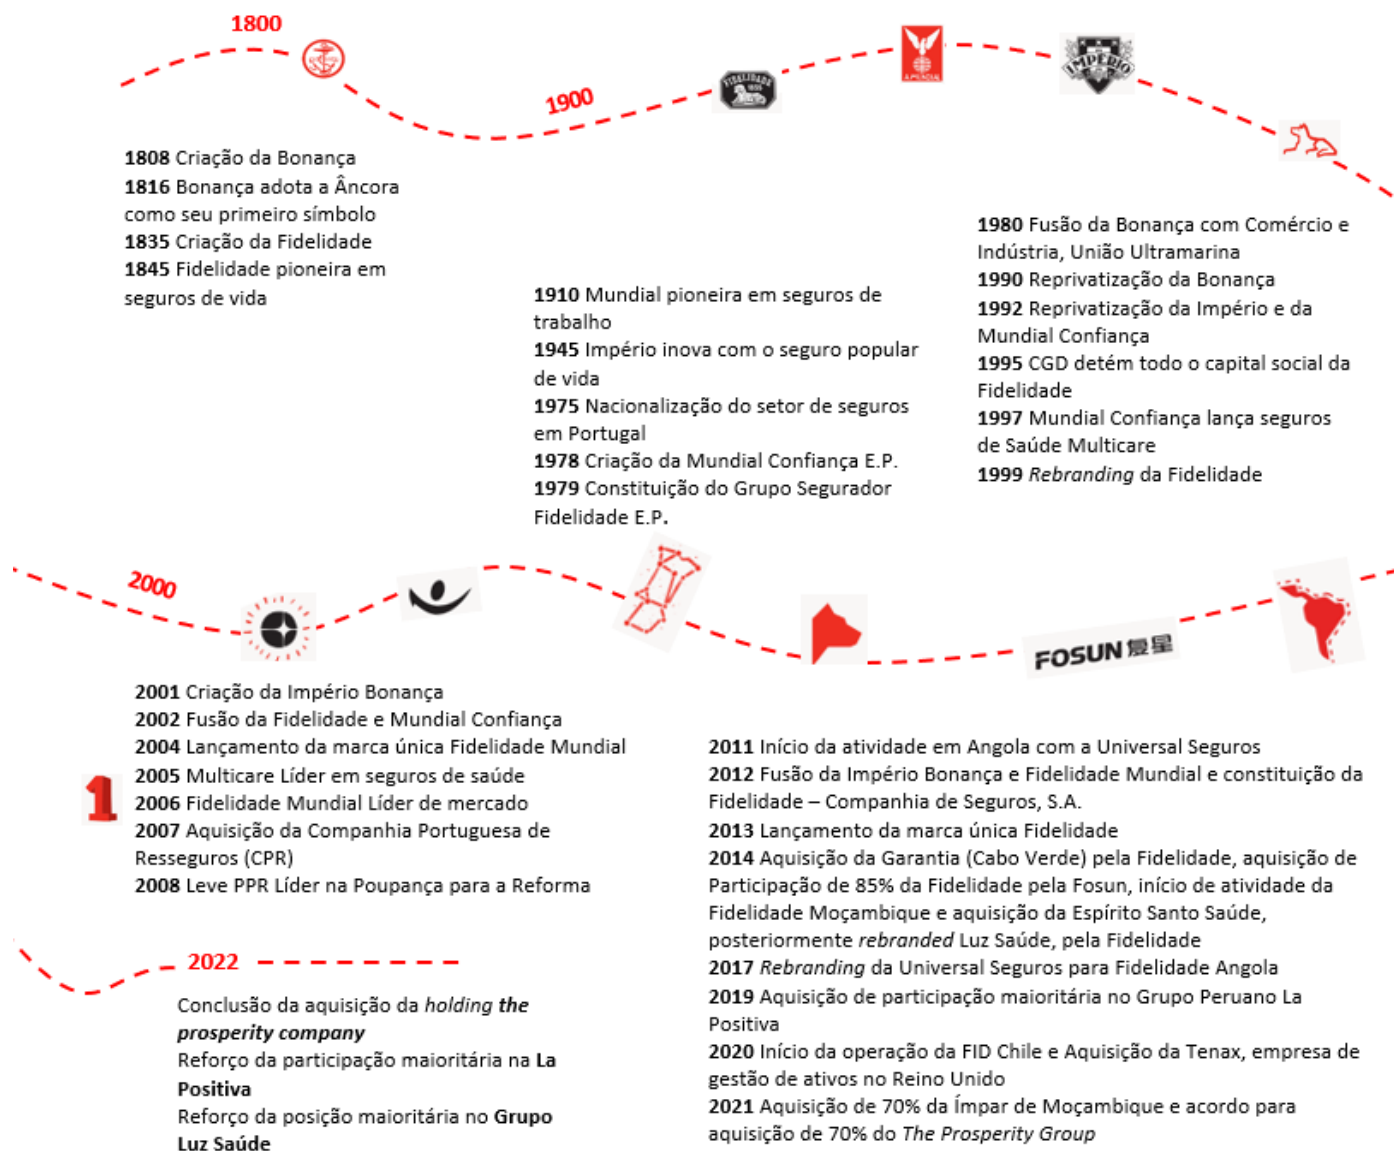 1800
1900
FIDELIDADE
1835
A MUNDIAL
IMPERIO
1808 Criação da Bonança
1816 Bonança adota a Âncora
como seu primeiro símbolo
1835 Criação da Fidelidade
1845 Fidelidade pioneira em
seguros de vida
1910 Mundial pioneira em seguros de
trabalho
1945 Império inova com o seguro popular
de vida
1975 Nacionalização do setor de seguros
em Portugal
1978 Criação da Mundial Confiança E.P.
1979 Constituição do Grupo Segurador
Fidelidade E.P.
1980 Fusão da Bonança com Comércio e
Indústria, União Ultramarina
1990 Reprivatização da Bonança
1992 Reprivatização da Império e da
Mundial Confiança
1995 CGD detém todo o capital social da
Fidelidade
1997 Mundial Confiança lança seguros
de Saúde Multicare
1999 Rebranding da Fidelidade
2000
FOSUN 复星
2001 Criação da Império Bonança
2002 Fusão da Fidelidade e Mundial Confiança
2004 Lançamento da marca única Fidelidade Mundial
2005 Multicare Líder em seguros de saúde
1
2006 Fidelidade Mundial Líder de mercado
2007 Aquisição da Companhia Portuguesa de
Resseguros (CPR)
2008 Leve PPR Líder na Poupança para a Reforma
2011 Início da atividade em Angola com a Universal Seguros
2012 Fusão da Império Bonança e Fidelidade Mundial e constituição da
Fidelidade – Companhia de Seguros, S.A.
2013 Lançamento da marca única Fidelidade
2014 Aquisição da Garantia (Cabo Verde) pela Fidelidade, aquisição de
Participação de 85% da Fidelidade pela Fosun, início de atividade da
Fidelidade Moçambique e aquisição da Espírito Santo Saúde,
posteriormente rebranded Luz Saúde, pela Fidelidade
2017 Rebranding da Universal Seguros para Fidelidade Angola
2019 Aquisição de participação maioritária no Grupo Peruano La
Positiva
2020 Início da operação da FID Chile e Aquisição da Tenax, empresa de
gestão de ativos no Reino Unido
2021 Aquisição de 70% da Ímpar de Moçambique e acordo para
aquisição de 70% do The Prosperity Group
2022
Conclusão da aquisição da holding the
prosperity company
Reforço da participação maioritária na La
Positiva
Reforço da posição maioritária no Grupo
Luz Saúde